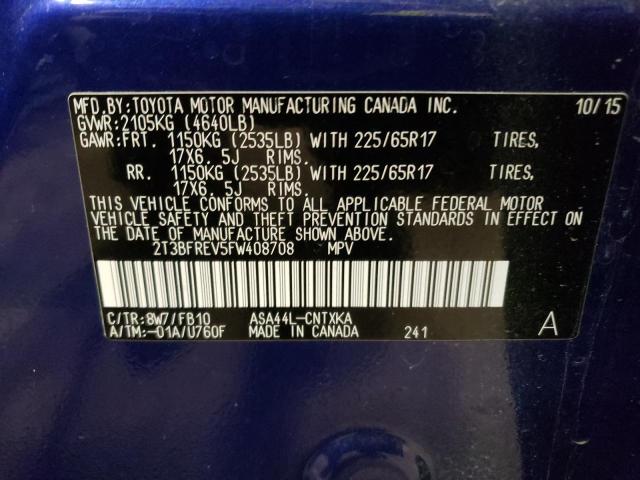 MFD.BY:TOYOTA MOTOR MANUFACTURING CANADA INC. 10/15
GVWR:2105KG (4640LB)
GAWR:FRT. 1150KG (2535LB) WITH 225/65R17 TIRES,
17X6. 5J RIMS.
RR. 1150KG (2535LB) WITH 225/65R17 TIRES,
17X6. 5J RIMS.
THIS VEHICLE CONFORMS TO ALL APPLICABLE FEDERAL MOTOR
VEHICLE SAFETY AND THEFT PREVENTION STANDARDS IN EFFECT
ON THE DATE OF MANUFACTURE SHOWN ABOVE.
2T3BFREV5FW408708 MPV
C/TR:8W7/FB10 ASA44L-CNTXKA
A/TM:-01A/U760F MADE IN CANADA 241 A